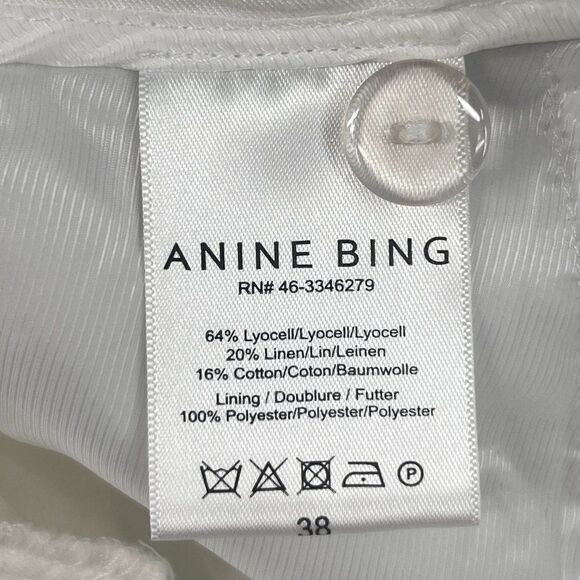 ANINE BING
RN# 46-3346279
64% Lyocell/Lyocell/Lyocell
20% Linen/Lin/Leinen
16% Cotton/Coton/Baumwolle
Lining / Doublure / Futter
100% Polyester/Polyester/Polyester
P
38